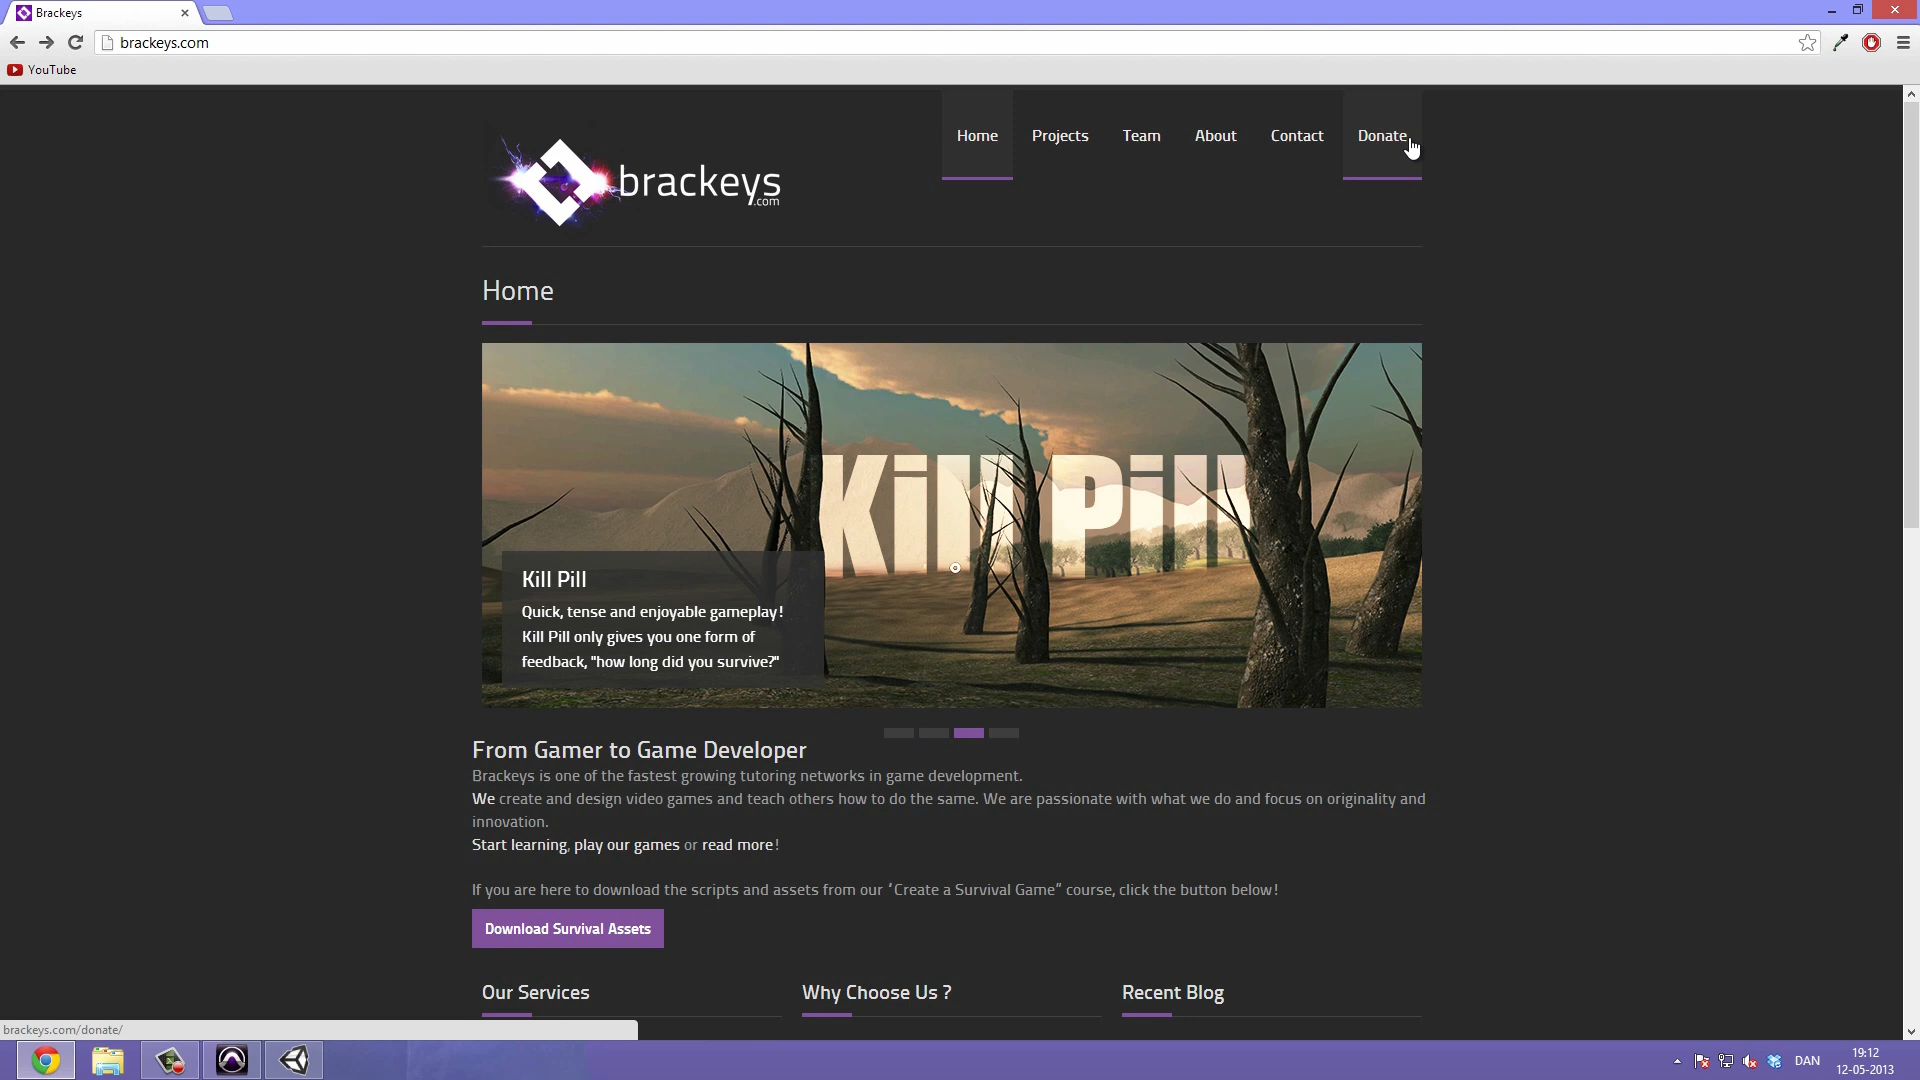 Brackeys
brackeys.com
YouTube
Home Projects Team About Contact Donate
brackeys
.com
Home
Kill Pill
Kill Pill
Quick, tense and enjoyable gameplay!
Kill Pill only gives you one form of
feedback, "how long did you survive?"
From Gamer to Game Developer
Brackeys is one of the fastest growing tutoring networks in game development.
We create and design video games and teach others how to do the same. We are passionate with what we do and focus on originality and
innovation.
Start learning, play our games or read more!
If you are here to download the scripts and assets from our “Create a Survival Game” course, click the button below!
Download Survival Assets
Our Services Why Choose Us ? Recent Blog
brackeys.com/donate/
DAN
19:12
12-05-2013